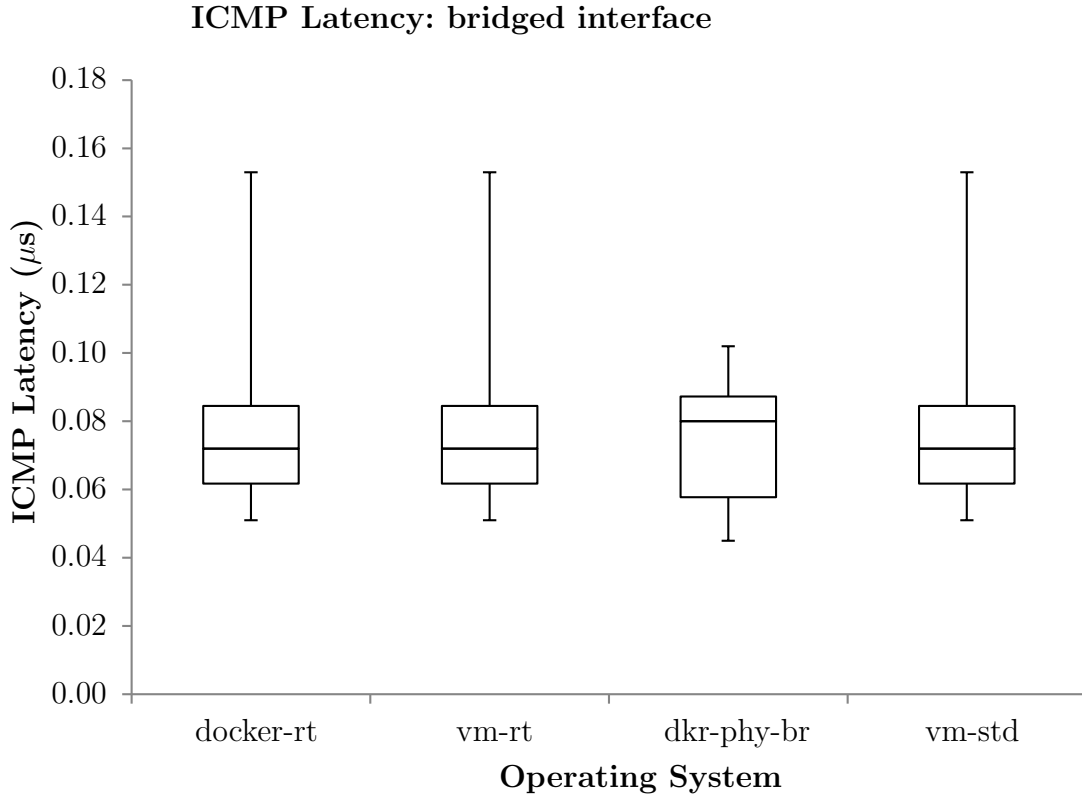 ICMP Latency: bridged interface
0.18
0.16
0.14
0.12
0.10
0.08
0.06
0.04
0.02
0.00
ICMP Latency (μs)
docker-rt vm-rt dkr-phy-br vm-std
Operating System